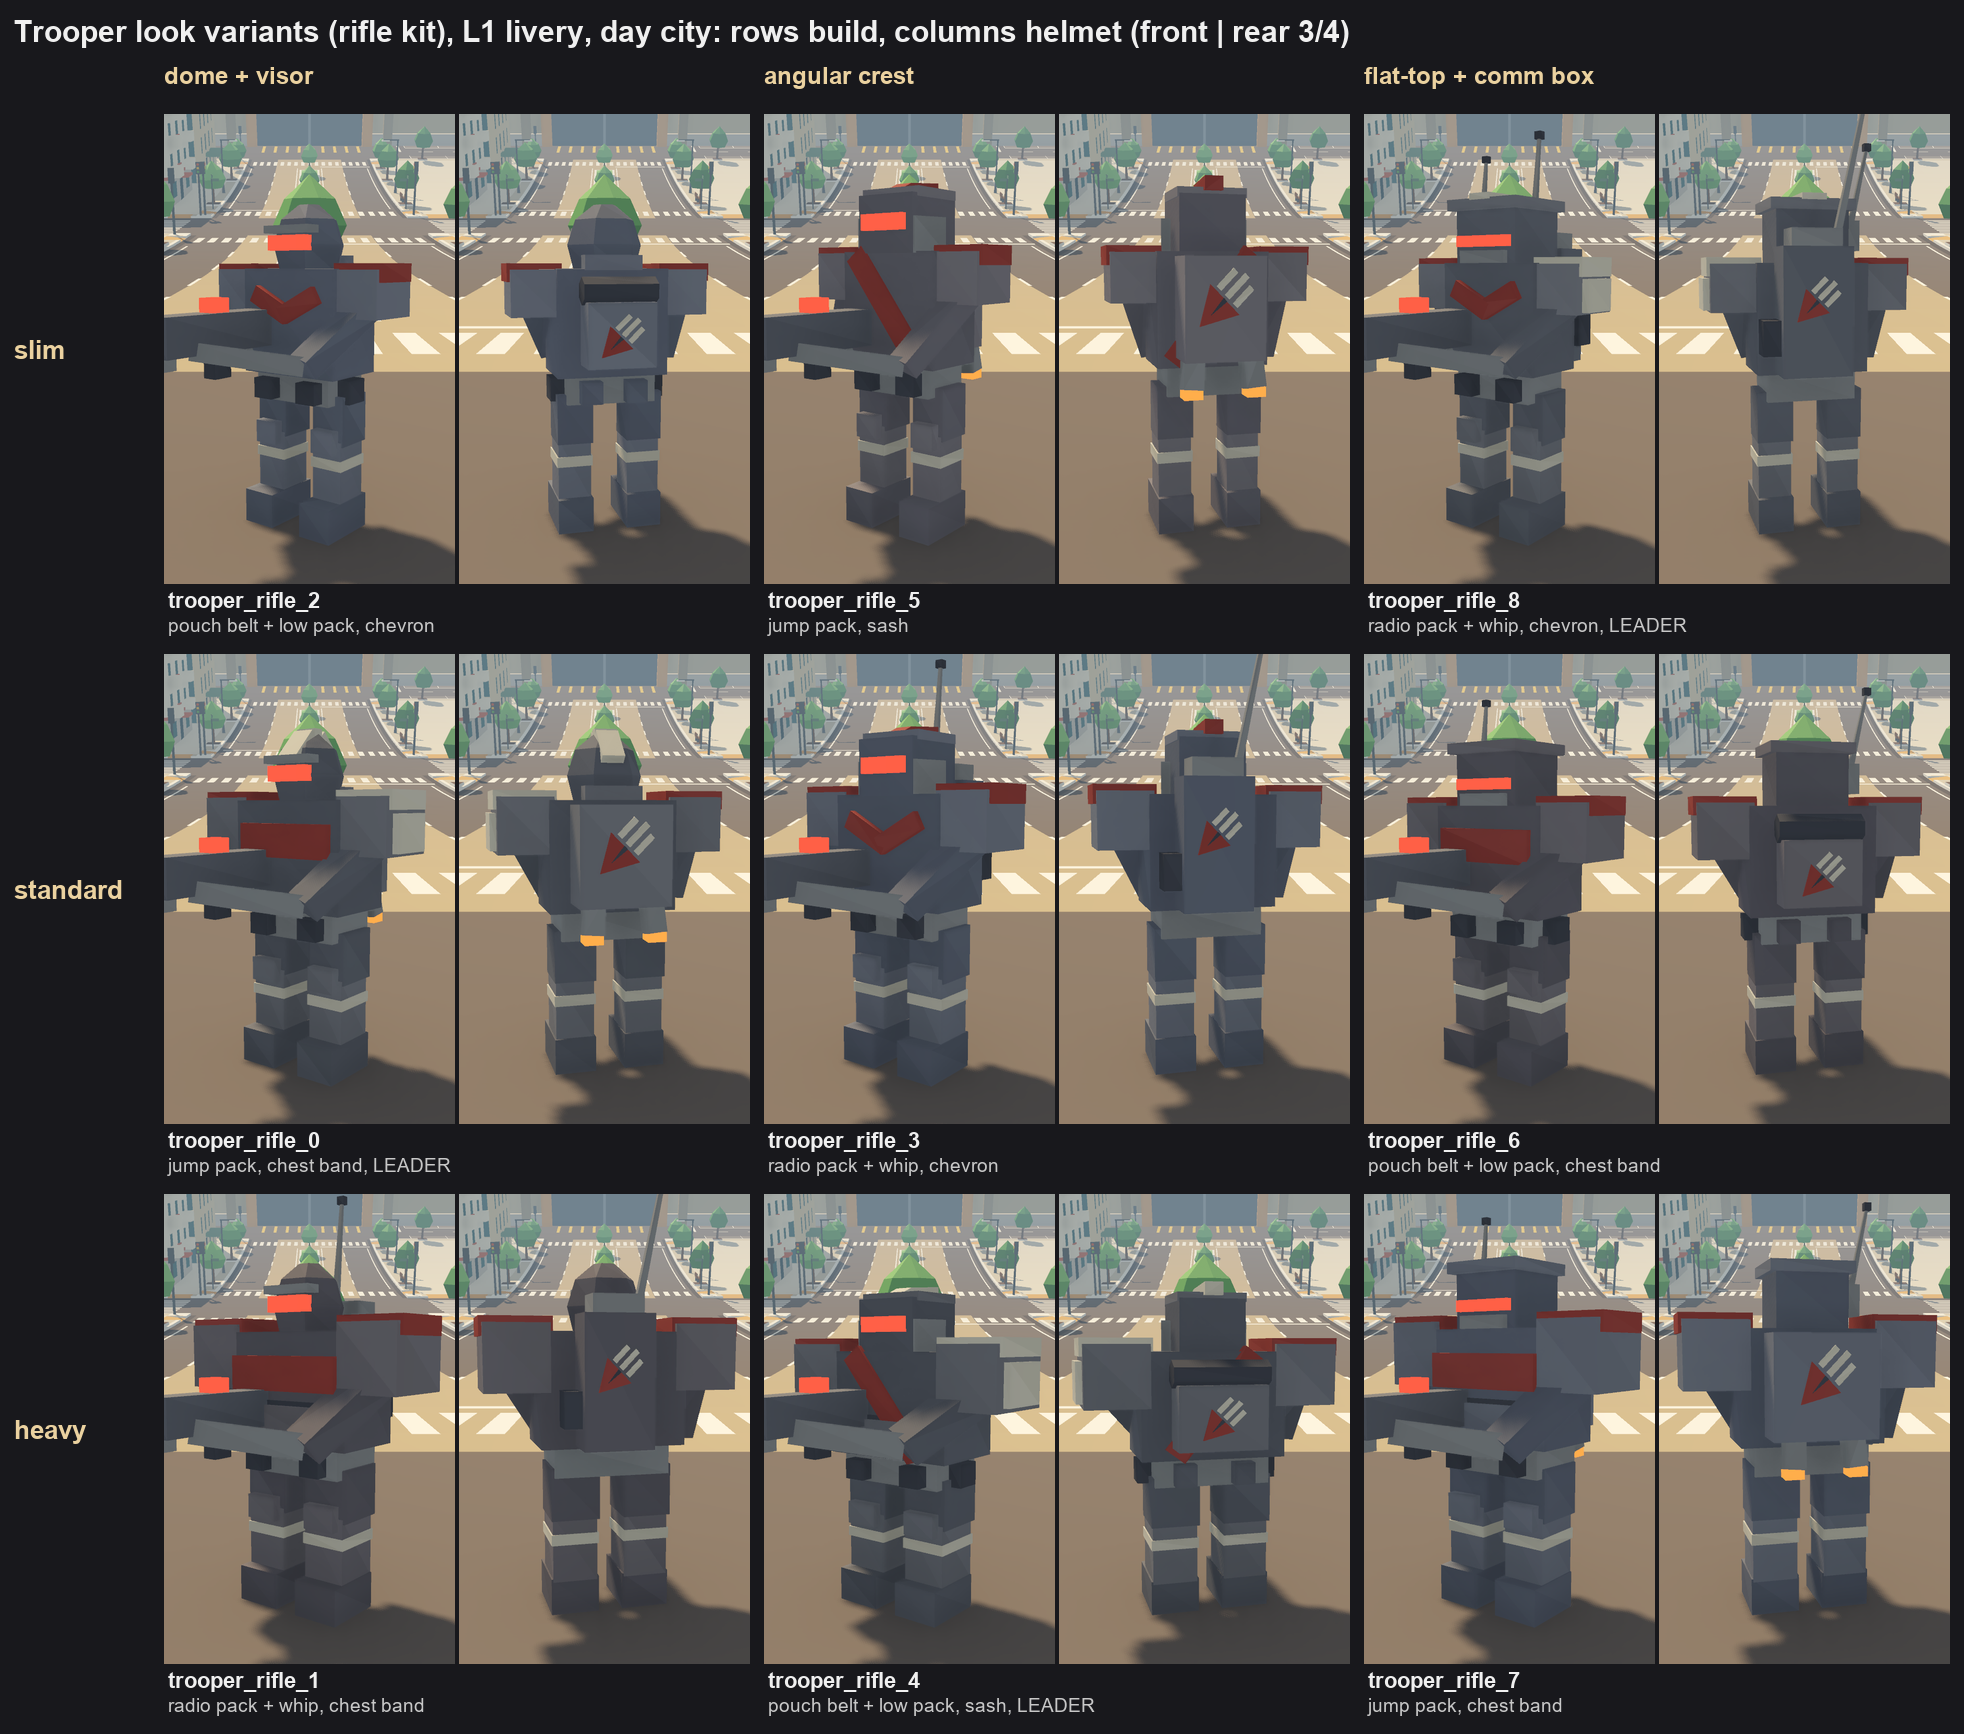 Trooper look variants (rifle kit), L1 livery, day city: rows build, columns helmet (front | rear 3/4)
dome + visor
angular crest
flat-top + comm box
slim
trooper_rifle_2
pouch belt + low pack, chevron
trooper_rifle_5
jump pack, sash
trooper_rifle_8
radio pack + whip, chevron, LEADER
standard
trooper_rifle_0
jump pack, chest band, LEADER
trooper_rifle_3
radio pack + whip, chevron
trooper_rifle_6
pouch belt + low pack, chest band
heavy
trooper_rifle_1
radio pack + whip, chest band
trooper_rifle_4
pouch belt + low pack, sash, LEADER
trooper_rifle_7
jump pack, chest band